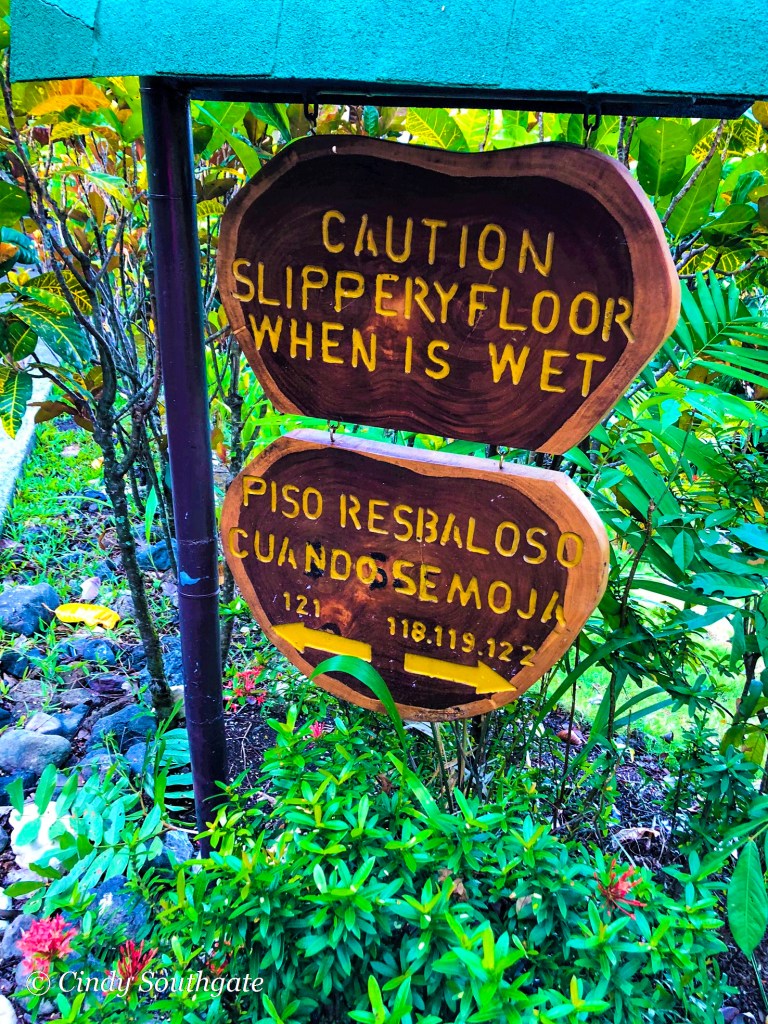 CAUTION
SLIPPERY FLOOR
WHEN IS WET
PISO RESBALOSO
CUANDO SE MOJA
121
118.119.122
© Cindy Southgate